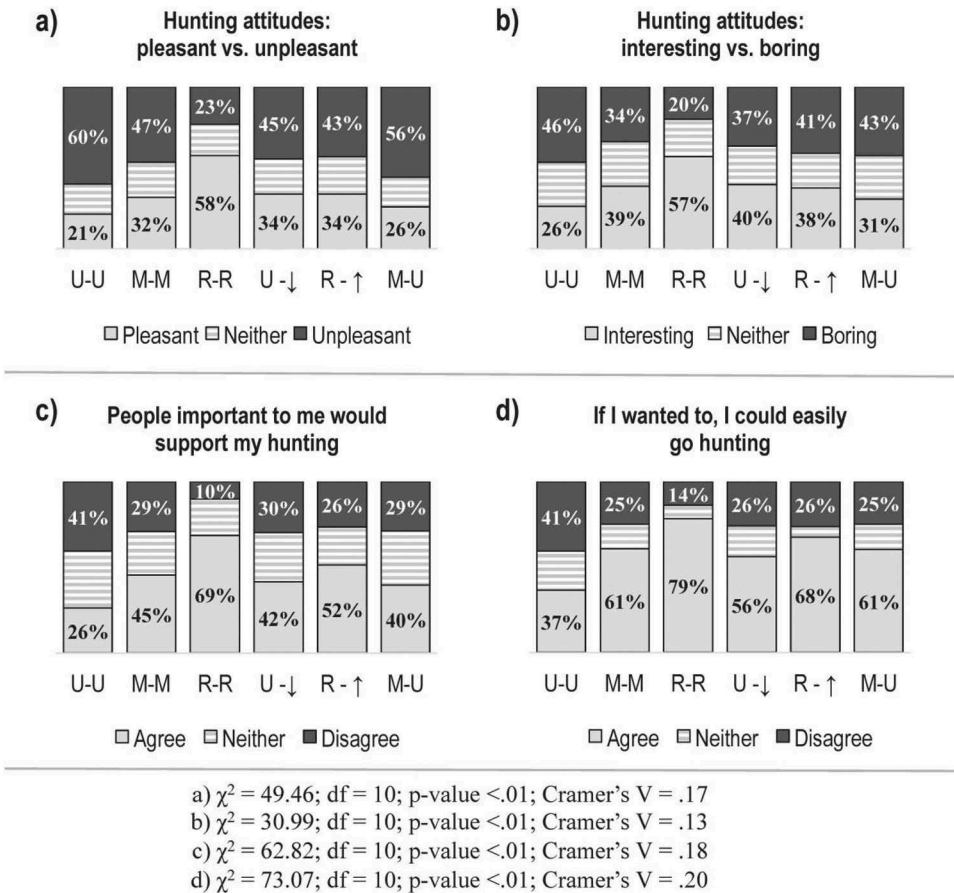 a) Hunting attitudes:
pleasant vs. unpleasant
60% 47% 23% 45% 43% 56%
21% 32% 58% 34% 34% 26%
U-U M-M R-R U -↓ R - ↑ M-U
Pleasant Neither Unpleasant
b) Hunting attitudes:
interesting vs. boring
46% 34% 20% 37% 41% 43%
26% 39% 57% 40% 38% 31%
U-U M-M R-R U -↓ R - ↑ M-U
Interesting Neither Boring
c) People important to me would
support my hunting
41% 29% 10% 30% 26% 29%
26% 45% 69% 42% 52% 40%
U-U M-M R-R U -↓ R - ↑ M-U
Agree Neither Disagree
d) If I wanted to, I could easily
go hunting
41% 25% 14% 26% 26% 25%
37% 61% 79% 56% 68% 61%
U-U M-M R-R U -↓ R - ↑ M-U
Agree Neither Disagree
a) χ² = 49.46; df = 10; p-value <.01; Cramer’s V = .17
b) χ² = 30.99; df = 10; p-value <.01; Cramer’s V = .13
c) χ² = 62.82; df = 10; p-value <.01; Cramer’s V = .18
d) χ² = 73.07; df = 10; p-value <.01; Cramer’s V = .20